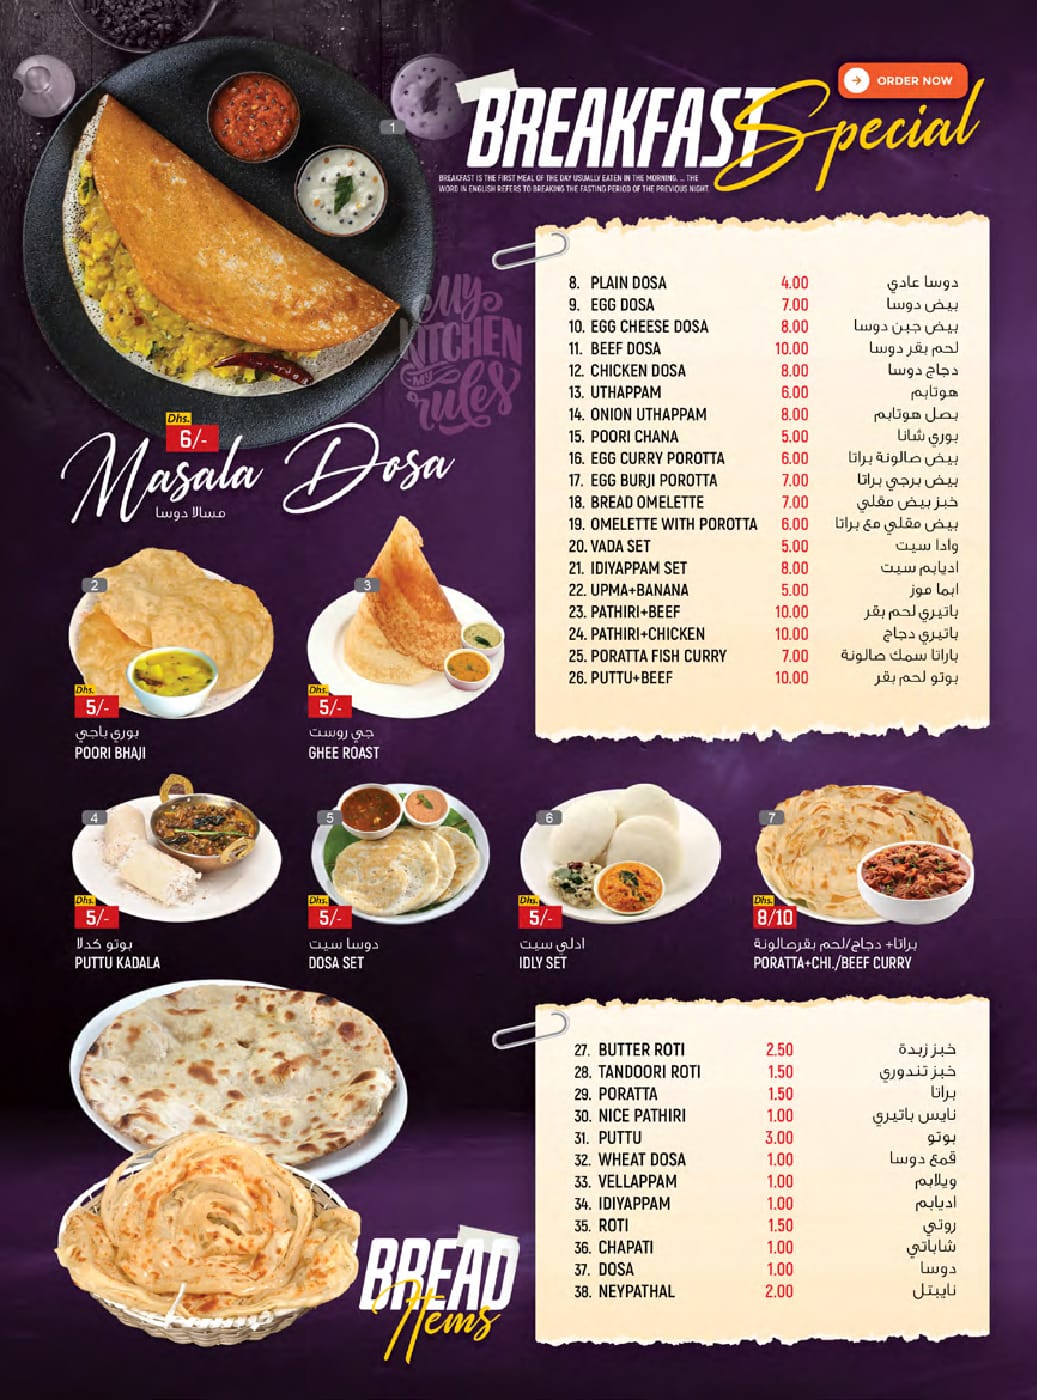 1
BREAKFAST Special
ORDER NOW
BREAKFAST IS THE FIRST MEAL OF THE DAY USUALLY EATEN IN THE MORNING. ... THE
WORD IN ENGLISH REFERS TO BREAKING THE FASTING PERIOD OF THE PREVIOUS NIGHT
My
KITCHEN
MY
rules
Dhs.
6/-
Masala Dosa
مسالا دوسا
8. PLAIN DOSA 4.00 دوسا عادي
9. EGG DOSA 7.00 بيض دوسا
10. EGG CHEESE DOSA 8.00 بيض جبن دوسا
11. BEEF DOSA 10.00 لحم بقر دوسا
12. CHICKEN DOSA 8.00 دجاج دوسا
13. UTHAPPAM 6.00 هوتابم
14. ONION UTHAPPAM 8.00 بصل هوتابم
15. POORI CHANA 5.00 بوري شانا
16. EGG CURRY POROTTA 6.00 بيض صالونة براتا
17. EGG BURJI POROTTA 7.00 بيض برجي براتا
18. BREAD OMELETTE 7.00 خبز بيض مقلي
19. OMELETTE WITH POROTTA 6.00 بيض مقلي مع براتا
20. VADA SET 5.00 وادا سيت
21. IDIYAPPAM SET 8.00 اديابم سيت
22. UPMA+BANANA 5.00 ابما موز
23. PATHIRI+BEEF 10.00 باتيري لحم بقر
24. PATHIRI+CHICKEN 10.00 باتيري دجاج
25. PORATTA FISH CURRY 7.00 باراتا سمك صالونة
26. PUTTU+BEEF 10.00 بوتو لحم بقر
2
Dhs.
5/-
بوري باجي
POORI BHAJI
3
Dhs.
5/-
جي روست
GHEE ROAST
4
Dhs.
5/-
بوتو كدلا
PUTTU KADALA
5
Dhs.
5/-
دوسا سيت
DOSA SET
6
Dhs.
5/-
ادلي سيت
IDLY SET
7
Dhs.
8/10
براتا+ دجاج/لحم بقرصالونة
PORATTA+CHI./BEEF CURRY
27. BUTTER ROTI 2.50 خبز زبدة
28. TANDOORI ROTI 1.50 خبز تندوري
29. PORATTA 1.50 براتا
30. NICE PATHIRI 1.00 نايس باتيري
31. PUTTU 3.00 بوتو
32. WHEAT DOSA 1.00 قمع دوسا
33. VELLAPPAM 1.00 ويلابم
34. IDIYAPPAM 1.00 اديابم
35. ROTI 1.50 روتي
36. CHAPATI 1.00 شاباتي
37. DOSA 1.00 دوسا
38. NEYPATHAL 2.00 نايبتل
BREAD
Items